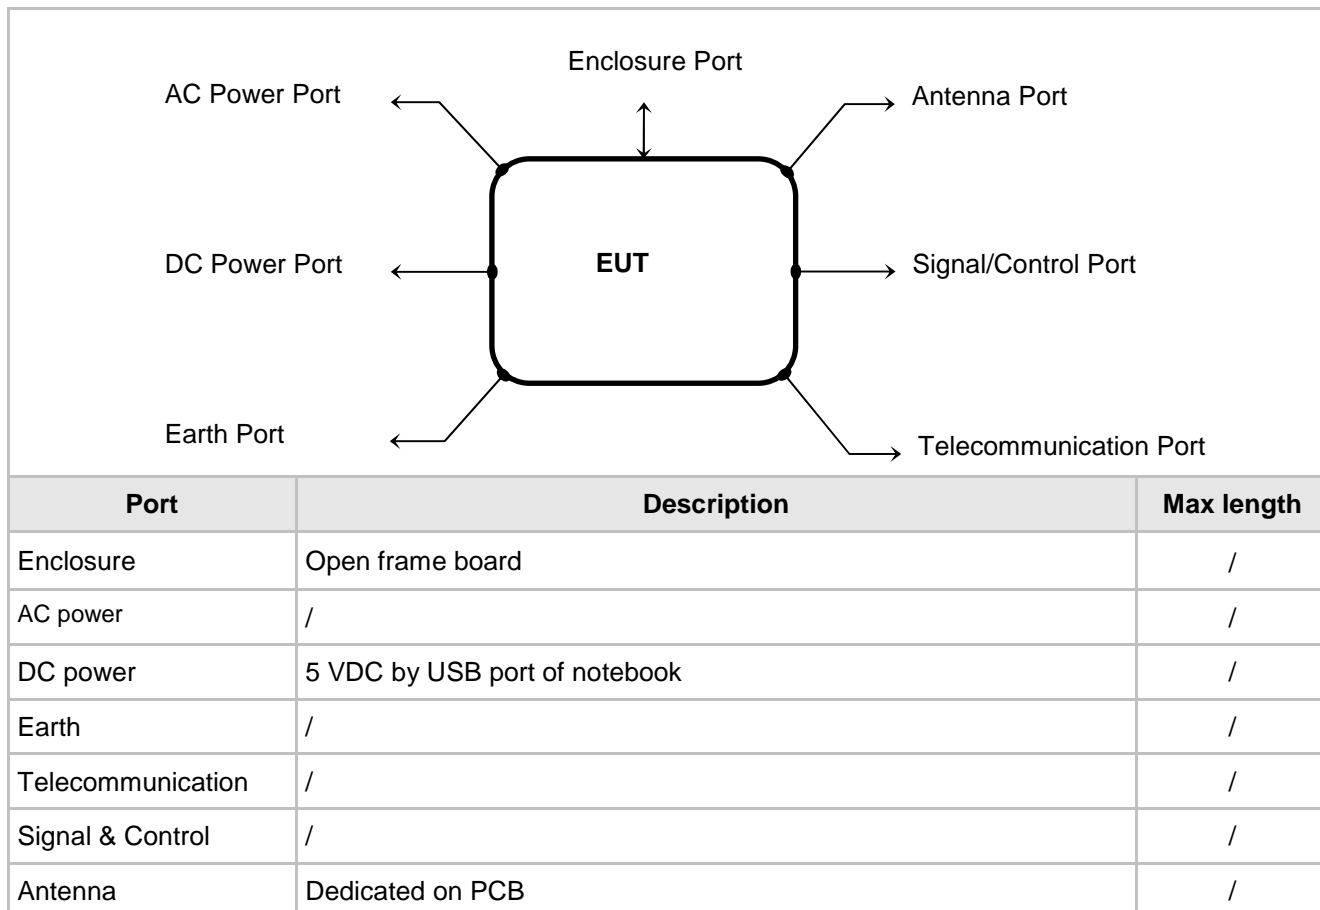 Enclosure Port
AC Power Port
Antenna Port
DC Power Port
EUT
Signal/Control Port
Earth Port
Telecommunication Port
Port Description Max length
Enclosure Open frame board /
AC power / /
DC power 5 VDC by USB port of notebook /
Earth / /
Telecommunication / /
Signal & Control / /
Antenna Dedicated on PCB /